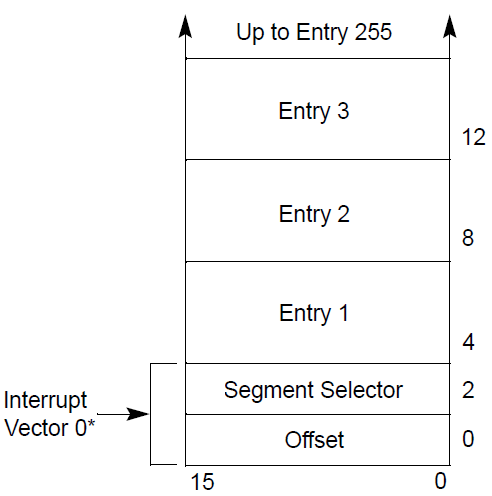 Up to Entry 255
Entry 3
12
Entry 2
8
Entry 1
4
Segment Selector
2
Interrupt
Vector 0*
Offset
0
15
0